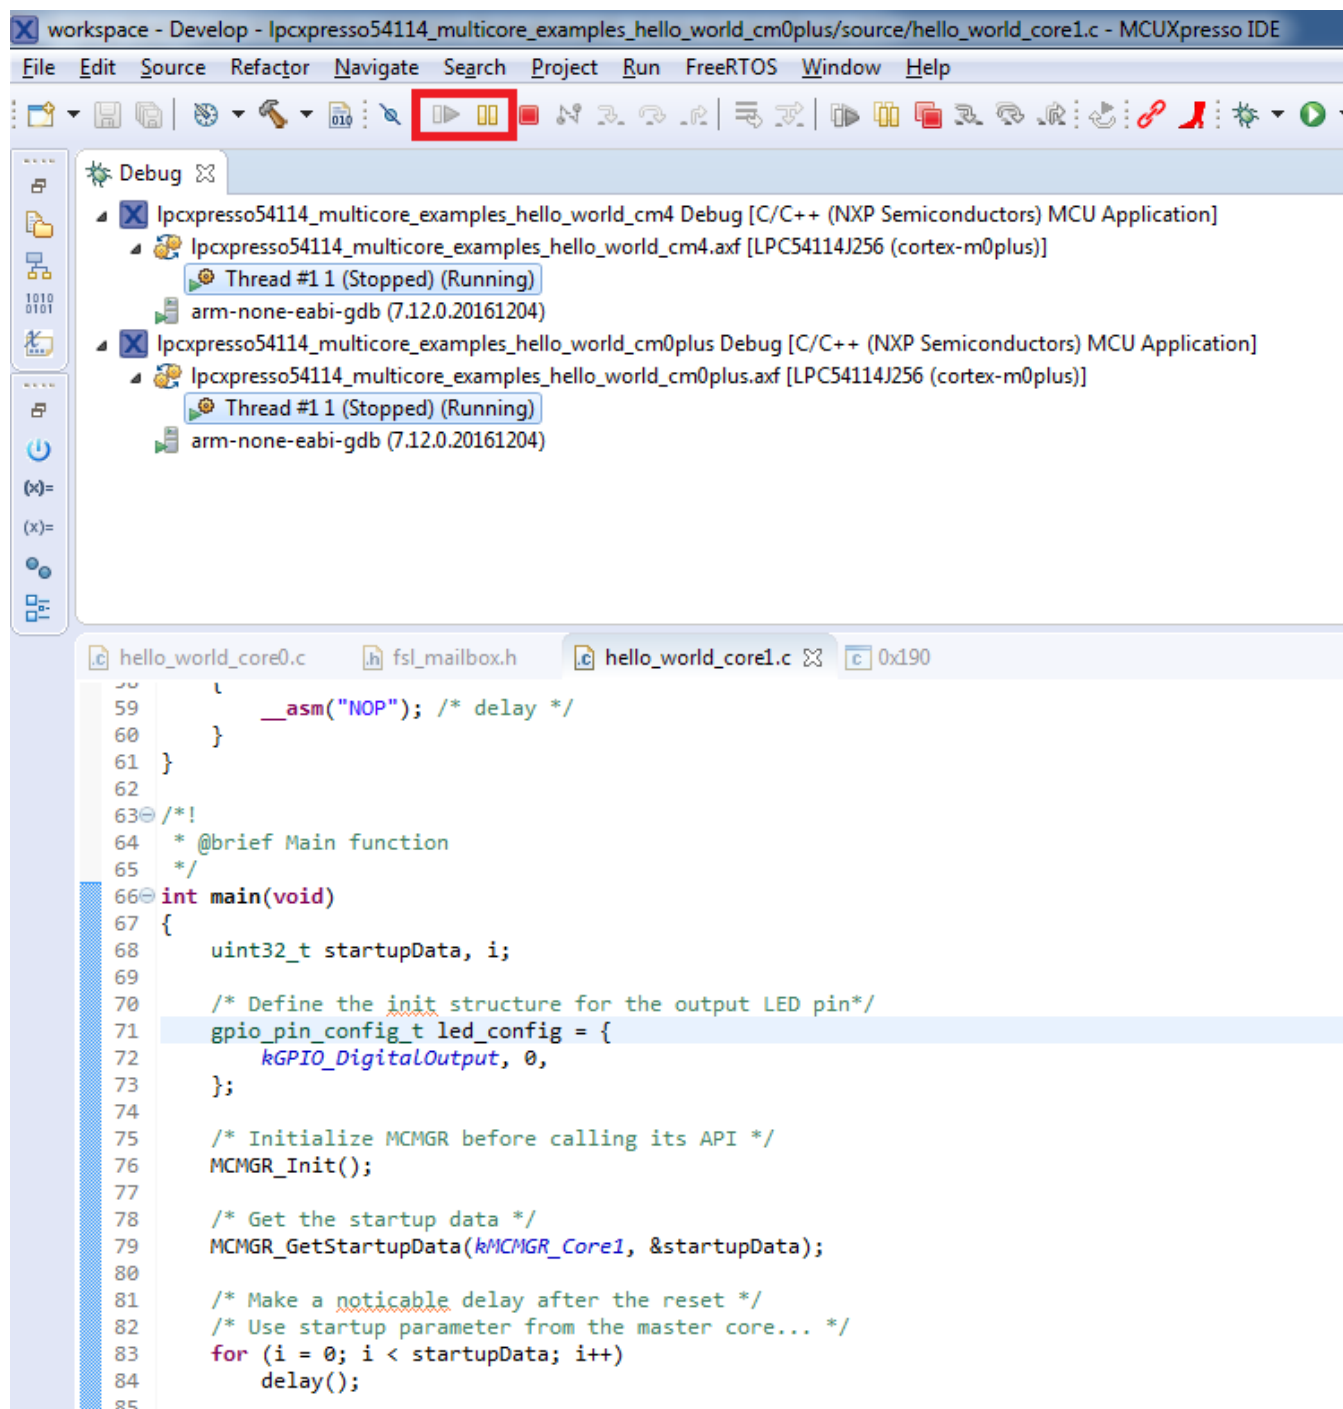 workspace - Develop - lpcxpresso54114_multicore_examples_hello_world_cm0plus/source/hello_world_core1.c - MCUXpresso IDE
File Edit Source Refactor Navigate Search Project Run FreeRTOS Window Help
010
Debug
lpcxpresso54114_multicore_examples_hello_world_cm4 Debug [C/C++ (NXP Semiconductors) MCU Application]
lpcxpresso54114_multicore_examples_hello_world_cm4.axf [LPC54114J256 (cortex-m0plus)]
Thread #1 1 (Stopped) (Running)
1010
0101
arm-none-eabi-gdb (7.12.0.20161204)
lpcxpresso54114_multicore_examples_hello_world_cm0plus Debug [C/C++ (NXP Semiconductors) MCU Application]
lpcxpresso54114_multicore_examples_hello_world_cm0plus.axf [LPC54114J256 (cortex-m0plus)]
Thread #1 1 (Stopped) (Running)
arm-none-eabi-gdb (7.12.0.20161204)
(x)=
(x)=
.c hello_world_core0.c .h fsl_mailbox.h .c hello_world_core1.c c 0x190
58 {
59 __asm("NOP"); /* delay */
60 }
61 }
62
63 /*!
64 * @brief Main function
65 */
66 int main(void)
67 {
68 uint32_t startupData, i;
69
70 /* Define the init structure for the output LED pin*/
71 gpio_pin_config_t led_config = {
72 kGPIO_DigitalOutput, 0,
73 };
74
75 /* Initialize MCMGR before calling its API */
76 MCMGR_Init();
77
78 /* Get the startup data */
79 MCMGR_GetStartupData(kMCMGR_Core1, &startupData);
80
81 /* Make a noticable delay after the reset */
82 /* Use startup parameter from the master core... */
83 for (i = 0; i < startupData; i++)
84 delay();
85